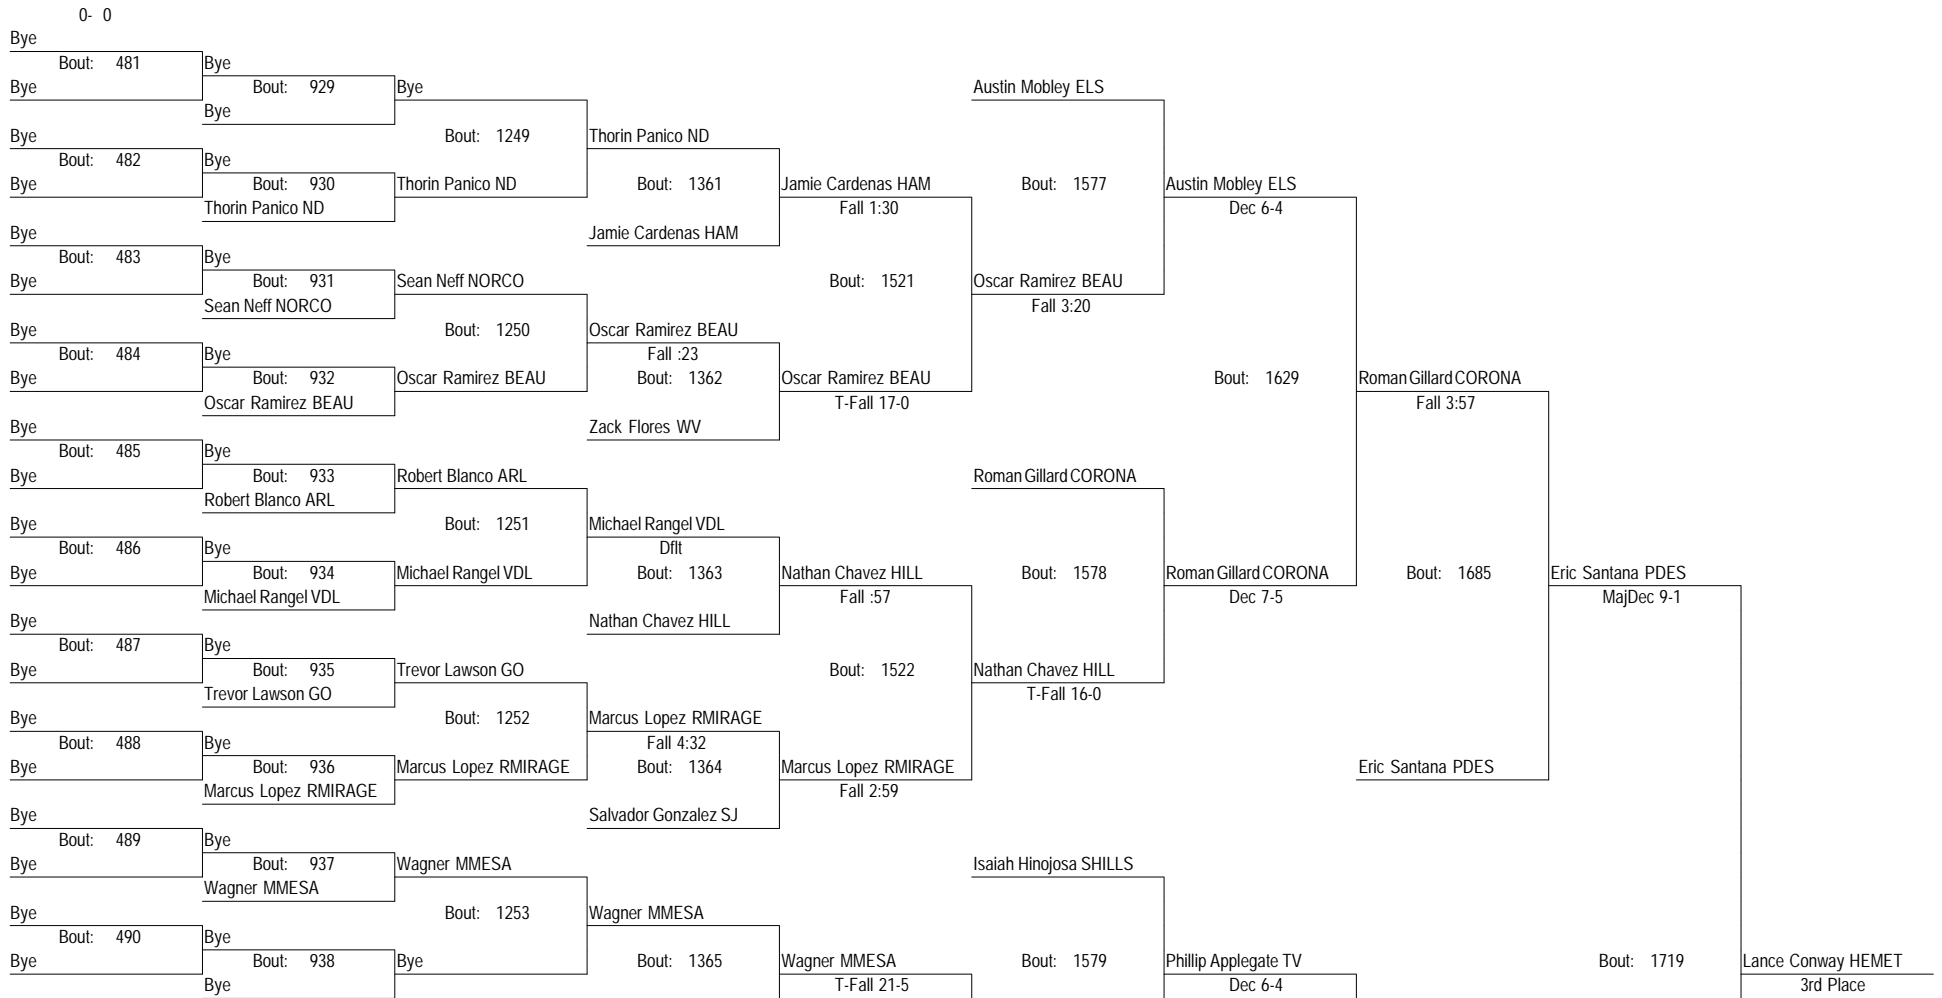 0- 0
Bye
Bout: 481 Bye
Bye Bout: 929 Bye Austin Mobley ELS
Bye
Bye Bout: 1249 Thorin Panico ND
Bout: 482 Bye
Bye Bout: 930 Thorin Panico ND Bout: 1361 Jamie Cardenas HAM Bout: 1577 Austin Mobley ELS
Thorin Panico ND Fall 1:30 Dec 6-4
Bye Jamie Cardenas HAM
Bout: 483 Bye
Bye Bout: 931 Sean Neff NORCO Bout: 1521 Oscar Ramirez BEAU
Sean Neff NORCO Fall 3:20
Bye Bout: 1250 Oscar Ramirez BEAU
Bout: 484 Bye Fall :23
Bye Bout: 932 Oscar Ramirez BEAU Bout: 1362 Oscar Ramirez BEAU Bout: 1629 Roman Gillard CORONA
Oscar Ramirez BEAU T-Fall 17-0 Fall 3:57
Bye Zack Flores WV
Bout: 485 Bye
Bye Bout: 933 Robert Blanco ARL Roman Gillard CORONA
Robert Blanco ARL
Bye Bout: 1251 Michael Rangel VDL
Bout: 486 Bye Dflt
Bye Bout: 934 Michael Rangel VDL Bout: 1363 Nathan Chavez HILL Bout: 1578 Roman Gillard CORONA Bout: 1685 Eric Santana PDES
Michael Rangel VDL Fall :57 Dec 7-5 MajDec 9-1
Bye Nathan Chavez HILL
Bout: 487 Bye
Bye Bout: 935 Trevor Lawson GO Bout: 1522 Nathan Chavez HILL
Trevor Lawson GO T-Fall 16-0
Bye Bout: 1252 Marcus Lopez RMIRAGE
Bout: 488 Bye Fall 4:32
Bye Bout: 936 Marcus Lopez RMIRAGE Bout: 1364 Marcus Lopez RMIRAGE Eric Santana PDES
Marcus Lopez RMIRAGE Fall 2:59
Bye Salvador Gonzalez SJ
Bout: 489 Bye
Bye Bout: 937 Wagner MMESA Isaiah Hinojosa SHILLS
Wagner MMESA
Bye Bout: 1253 Wagner MMESA
Bout: 490 Bye
Bye Bout: 938 Bye Bout: 1365 Wagner MMESA Bout: 1579 Phillip Applegate TV Bout: 1719 Lance Conway HEMET
Bye T-Fall 21-5 Dec 6-4 3rd Place